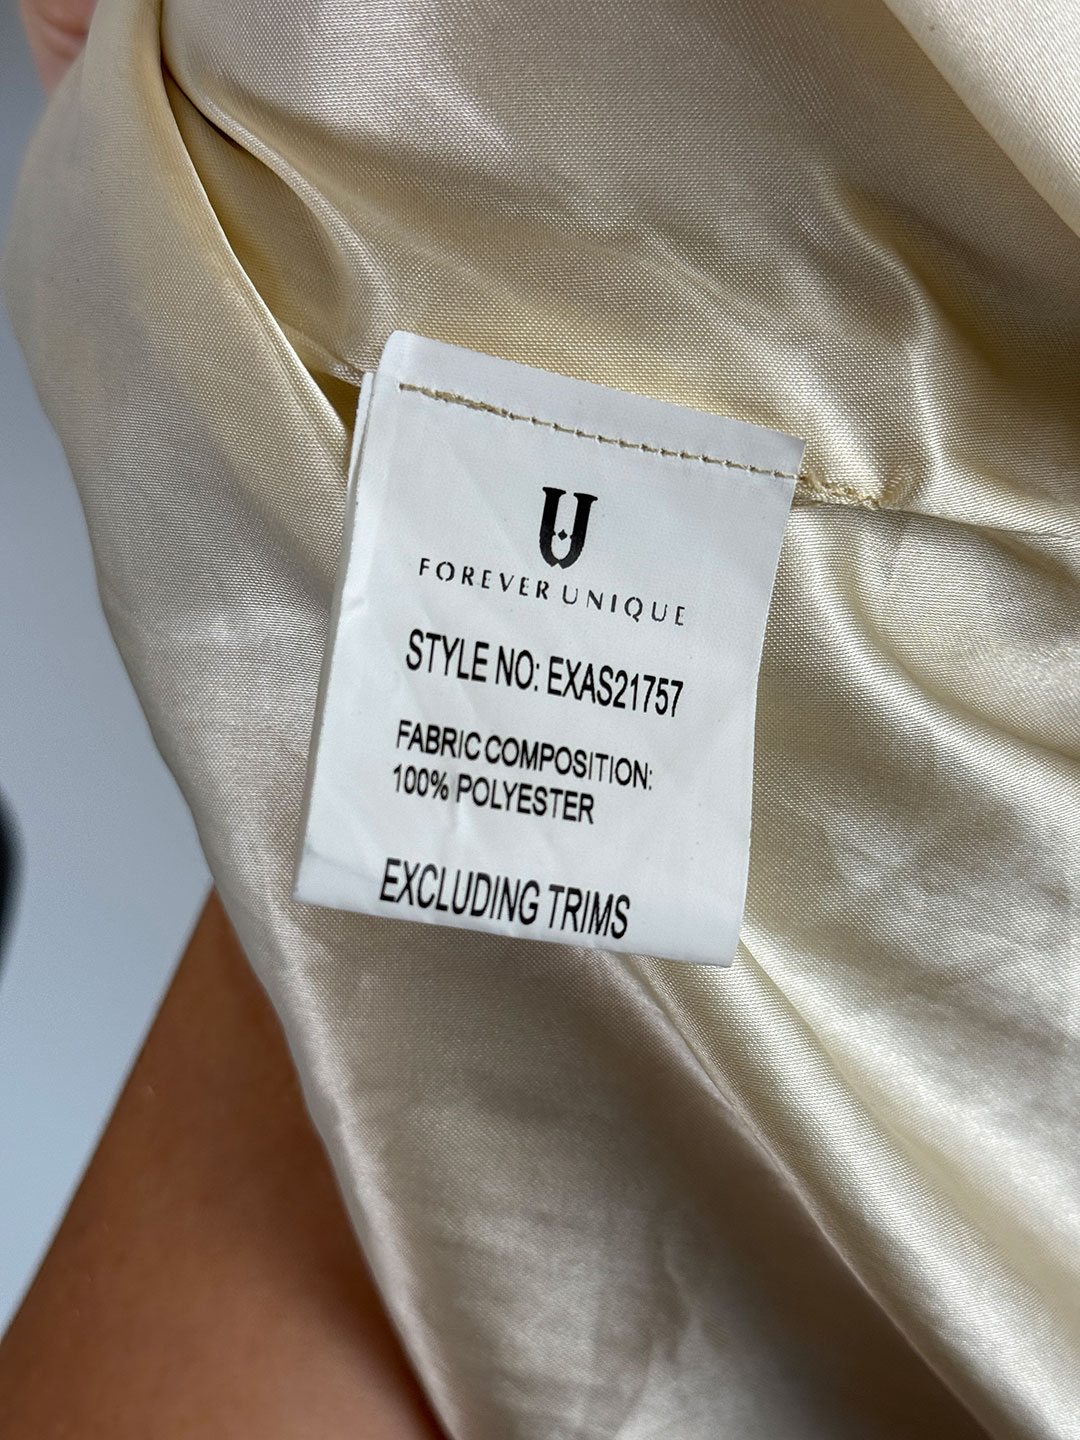 U
FOREVER UNIQUE
STYLE NO: EXAS21757
FABRIC COMPOSITION:
100% POLYESTER
EXCLUDING TRIMS